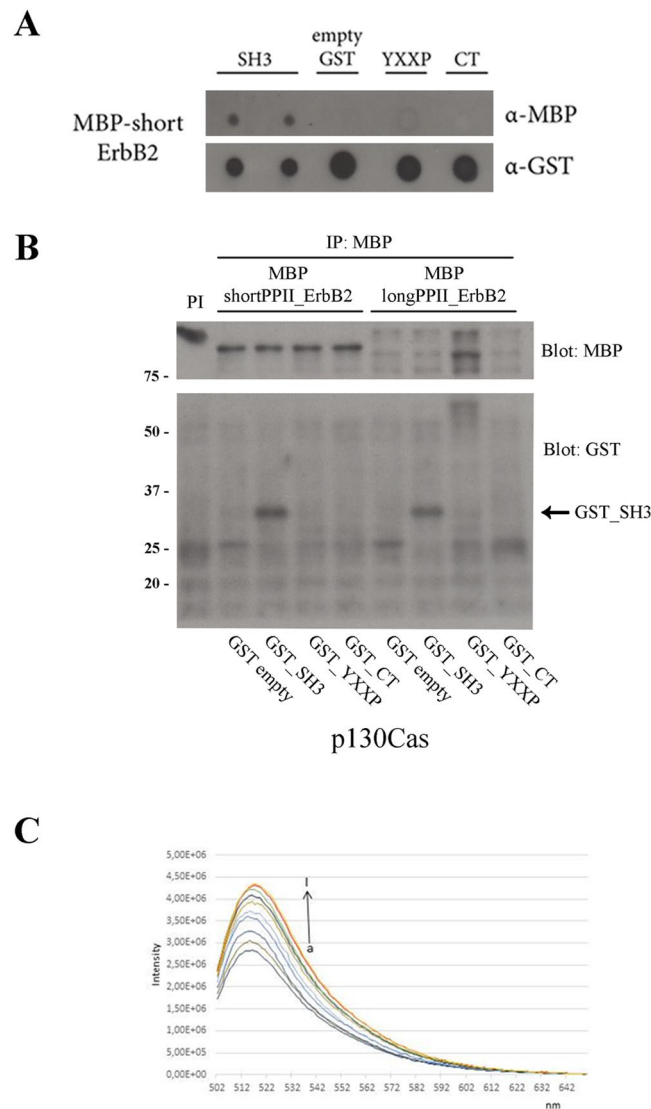 A
SH3
empty
GST
YXXP
CT
MBP-short
ErbB2
α-MBP
α-GST
B
IP: MBP
MBP
shortPPII_ErbB2
MBP
longPPII_ErbB2
PI
Blot: MBP
75 -
50 -
Blot: GST
37 -
GST_SH3
25 -
20 -
GST empty
GST_SH3
GST_YXXP
GST_CT
GST empty
GST_SH3
GST_YXXP
GST_CT
p130Cas
C
5,00E+06
4,50E+06
4,00E+06
3,50E+06
3,00E+06
2,50E+06
2,00E+06
1,50E+06
1,00E+06
5,00E+05
0,00E+00
Intensity
l
a
502 512 522 532 542 552 562 572 582 592 602 612 622 632 642
nm